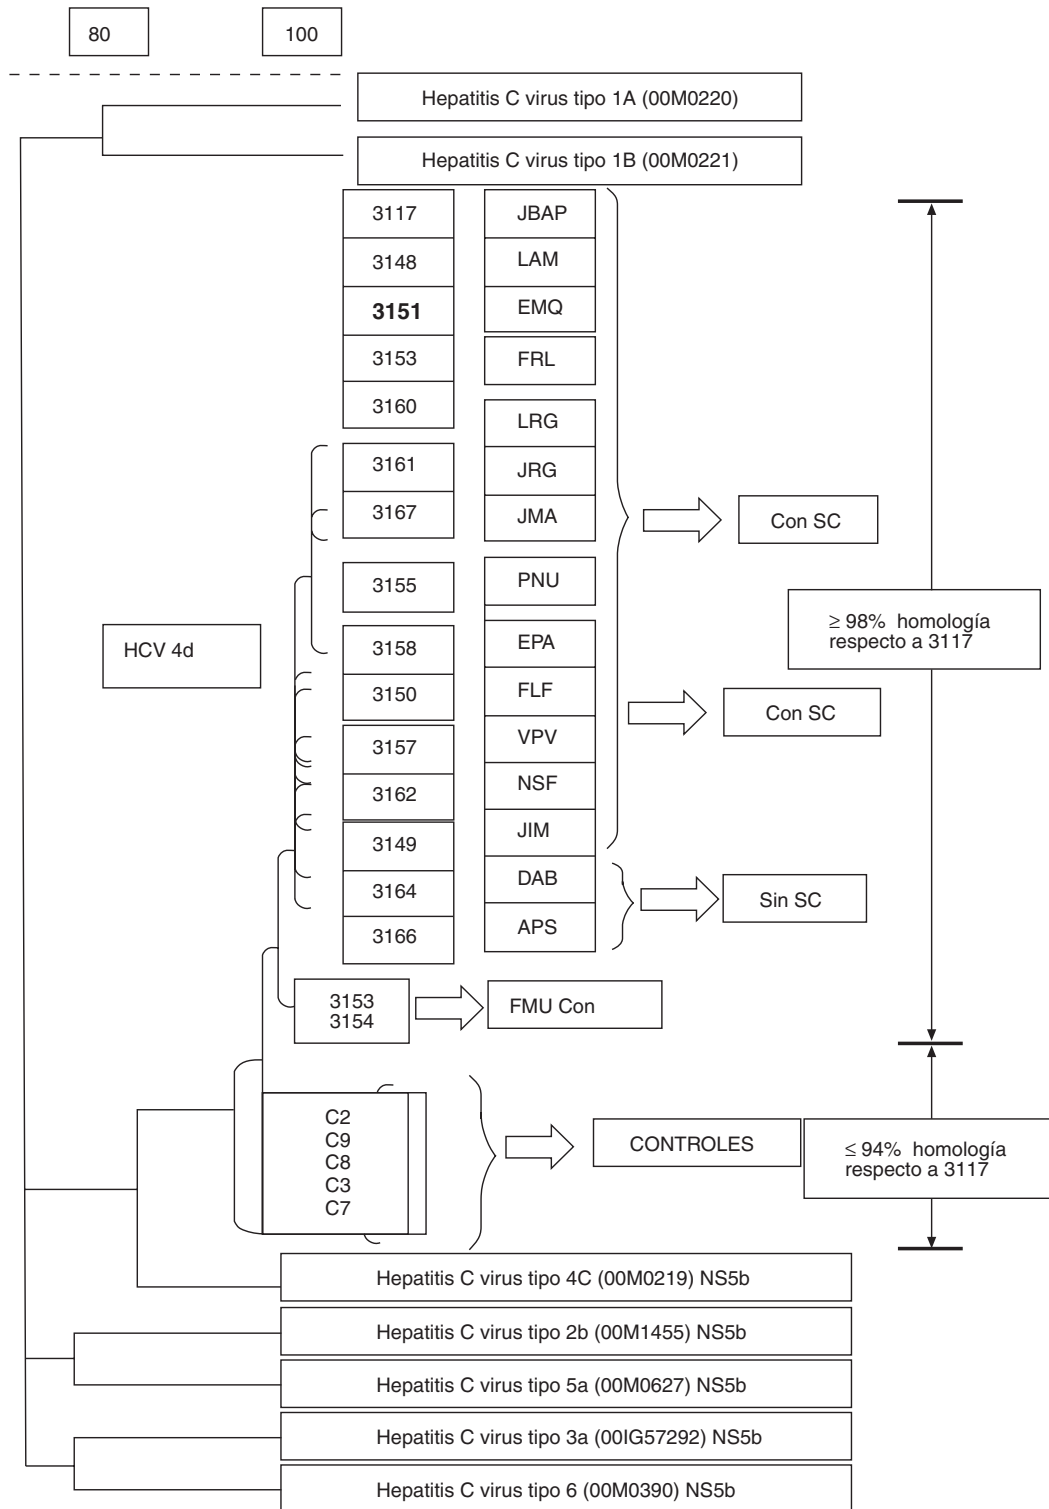 80 100
Hepatitis C virus tipo 1A (00M0220)
Hepatitis C virus tipo 1B (00M0221)
3117 JBAP
3148 LAM
3151 EMQ
3153 FRL
3160 LRG
3161 JRG
3167 JMA
Con SC
3155 PNU
≥ 98% homología
respecto a 3117
HCV 4d
3158 EPA
3150 FLF
Con SC
3157 VPV
3162 NSF
3149 JIM
3164 DAB
Sin SC
3166 APS
3153
3154
FMU Con
C2
C9
C8
C3
C7
CONTROLES
≤ 94% homología
respecto a 3117
Hepatitis C virus tipo 4C (00M0219) NS5b
Hepatitis C virus tipo 2b (00M1455) NS5b
Hepatitis C virus tipo 5a (00M0627) NS5b
Hepatitis C virus tipo 3a (00IG57292) NS5b
Hepatitis C virus tipo 6 (00M0390) NS5b